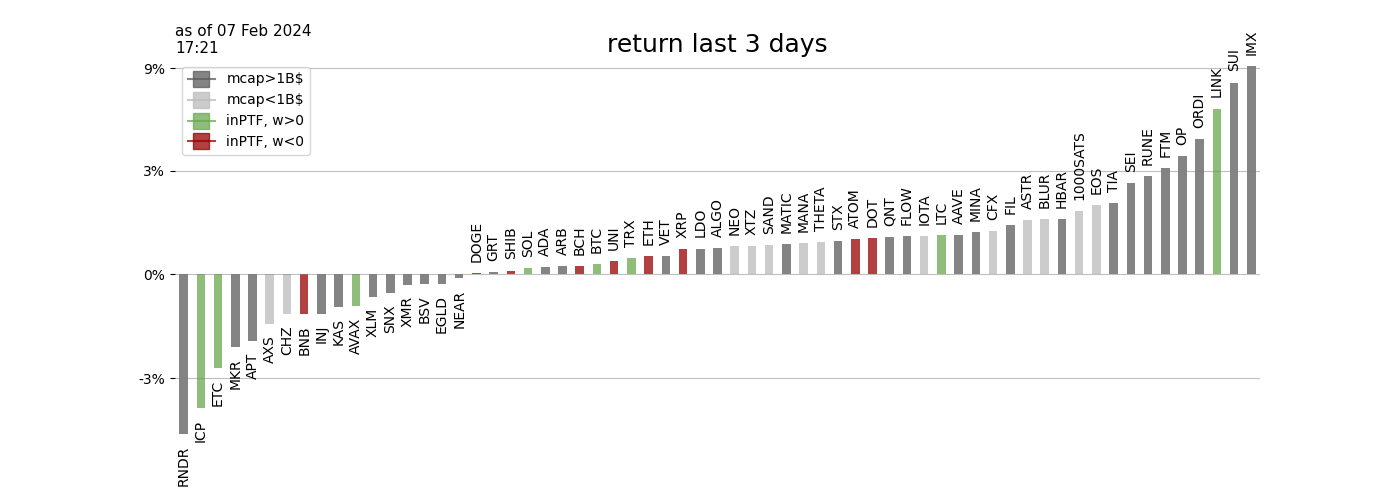 as of 07 Feb 2024
17:21
return last 3 days
mcap>1B$
mcap<1B$
inPTF, w>0
inPTF, w<0
9%
3%
0%
-3%
RNDR
ICP
ETC
MKR
APT
AXS
CHZ
BNB
INJ
KAS
AVAX
XLM
SNX
XMR
BSV
EGLD
NEAR
DOGE
GRT
SHIB
SOL
ADA
ARB
BCH
BTC
UNI
TRX
ETH
VET
XRP
LDO
ALGO
NEO
XTZ
SAND
MATIC
MANA
THETA
STX
ATOM
DOT
QNT
FLOW
IOTA
LTC
AAVE
MINA
CFX
FIL
ASTR
BLUR
HBAR
1000SATS
EOS
TIA
SEI
RUNE
FTM
OP
ORDI
LINK
SUI
IMX